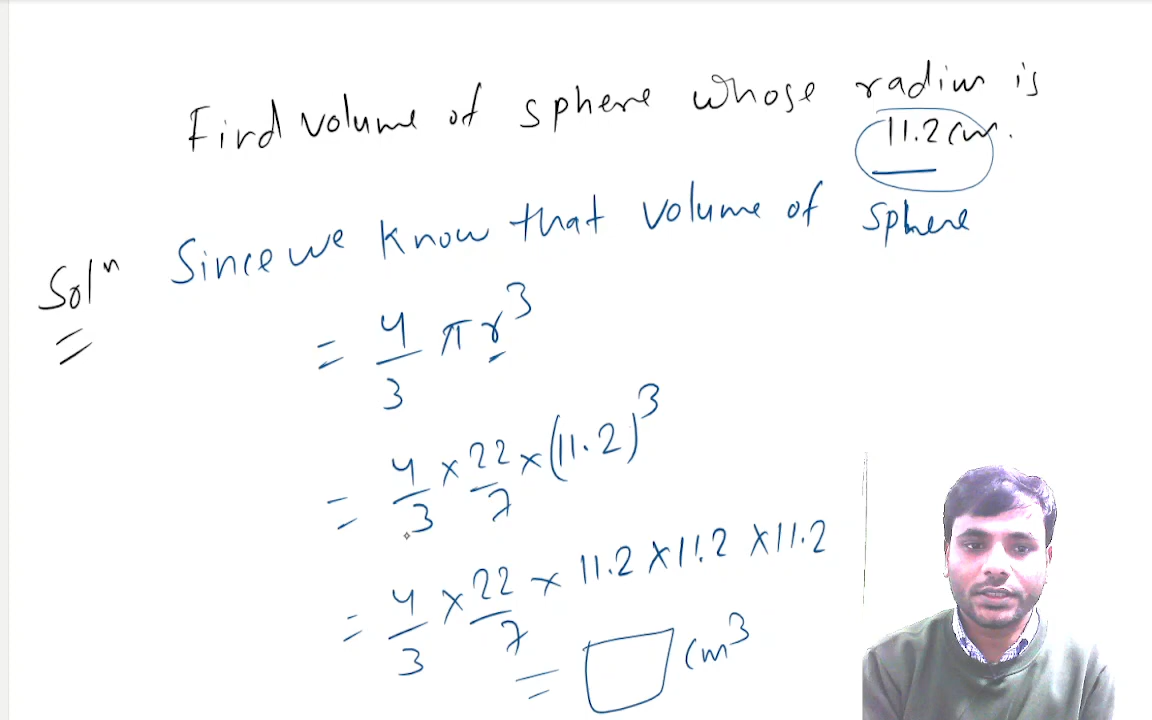 Find volume of sphere whose radius is
11.2 cm.
Solⁿ Since we know that volume of sphere
= 4/3 π r³
= 4/3 × 22/7 × (11.2)³
= 4/3 × 22/7 × 11.2 × 11.2 × 11.2
= □ cm³